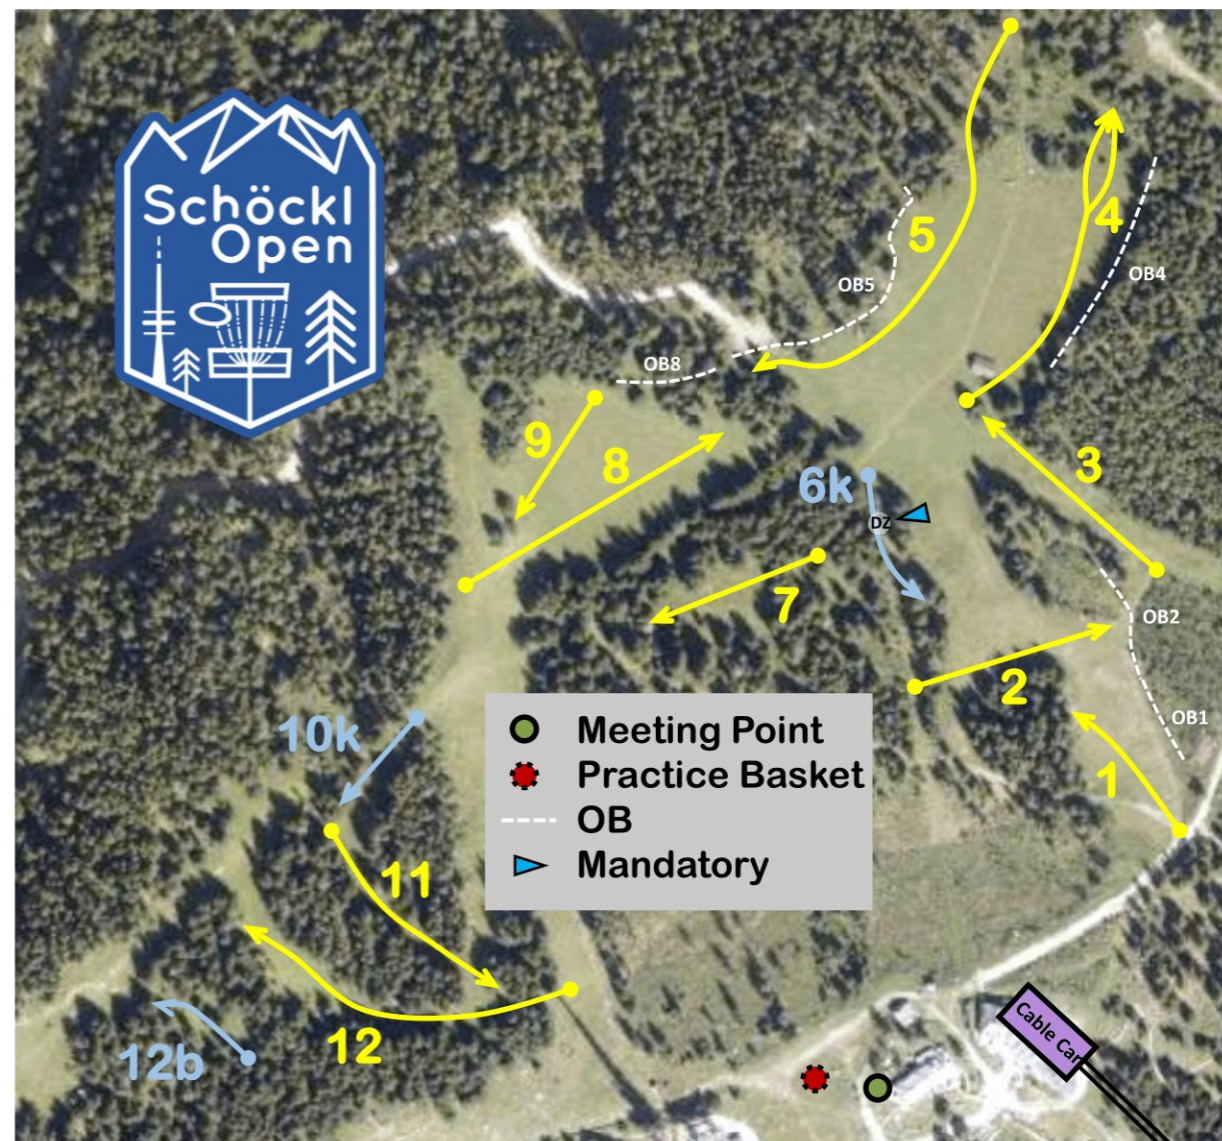 Schöckl
Open
5
4
OB4
OB5
OB8
9
8
3
6k
DZ
7
OB2
2
10k
OB1
1
Meeting Point
Practice Basket
OB
Mandatory
11
12
12b
Cable Car